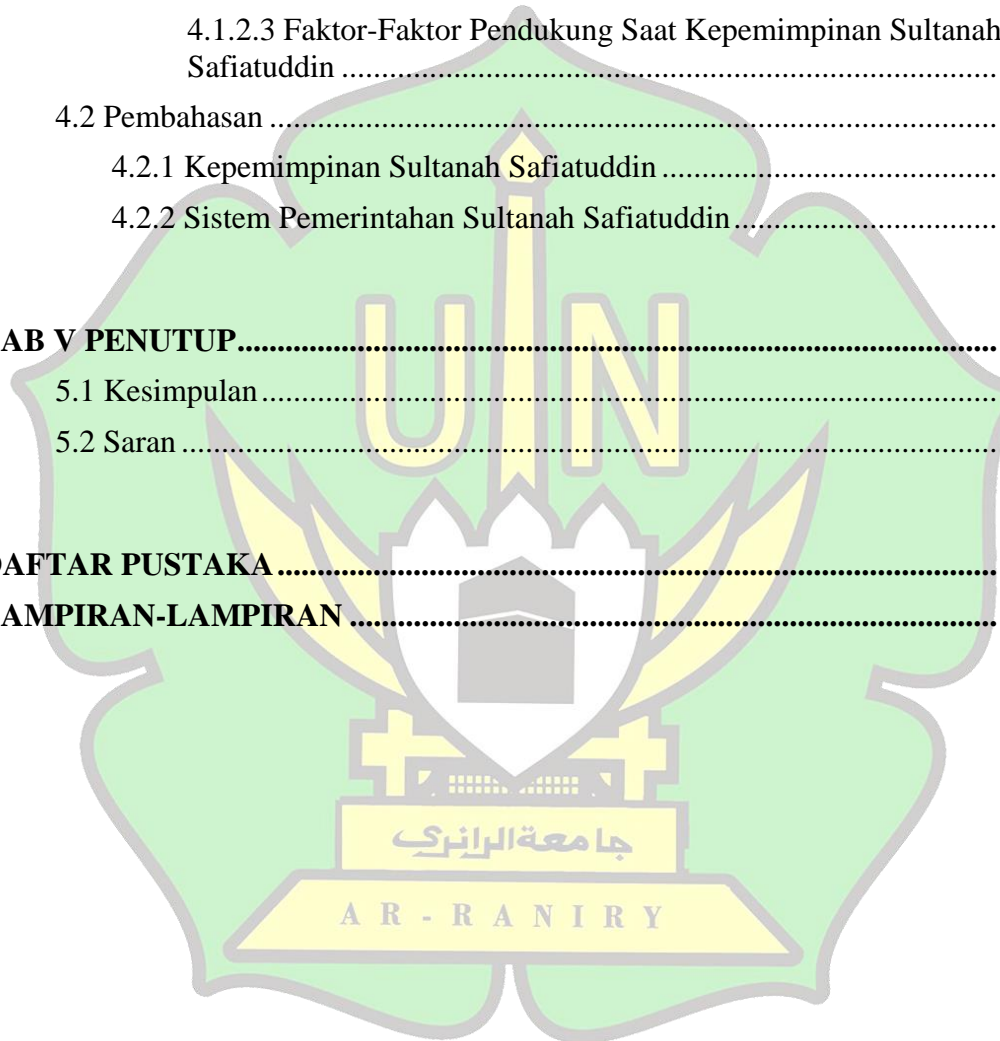 4.1.2.3 Faktor-Faktor Pendukung Saat Kepemimpinan Sultanah
Safiatuddin ........................................................................
4.2 Pembahasan ................................................................................
4.2.1 Kepemimpinan Sultanah Safiatuddin .....................................
4.2.2 Sistem Pemerintahan Sultanah Safiatuddin .............................
UIN
AB V PENUTUP....................................................................................
5.1 Kesimpulan .................................................................................
5.2 Saran ..........................................................................................
AFTAR PUSTAKA ................................................................................
AMPIRAN-LAMPIRAN ........................................................................
جامعة الرانري
AR-RANIRY